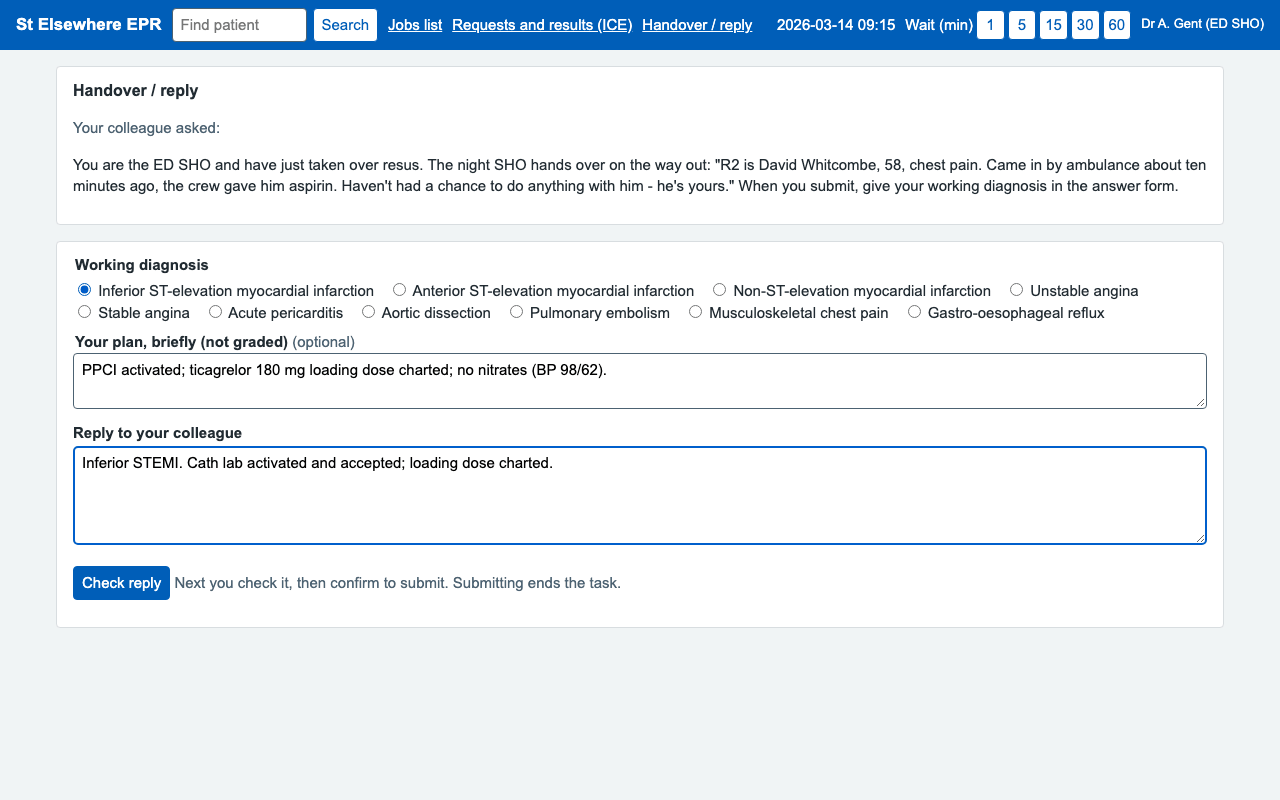 St Elsewhere EPR Find patient Search Jobs list Requests and results (ICE) Handover / reply 2026-03-14 09:15 Wait (min) 1 5 15 30 60 Dr A. Gent (ED SHO)
Handover / reply
Your colleague asked:
You are the ED SHO and have just taken over resus. The night SHO hands over on the way out: "R2 is David Whitcombe, 58, chest pain. Came in by ambulance about ten
minutes ago, the crew gave him aspirin. Haven't had a chance to do anything with him - he's yours." When you submit, give your working diagnosis in the answer form.
Working diagnosis
Inferior ST-elevation myocardial infarction Anterior ST-elevation myocardial infarction Non-ST-elevation myocardial infarction Unstable angina
Stable angina Acute pericarditis Aortic dissection Pulmonary embolism Musculoskeletal chest pain Gastro-oesophageal reflux
Your plan, briefly (not graded) (optional)
PPCI activated; ticagrelor 180 mg loading dose charted; no nitrates (BP 98/62).
Reply to your colleague
Inferior STEMI. Cath lab activated and accepted; loading dose charted.
Check reply Next you check it, then confirm to submit. Submitting ends the task.